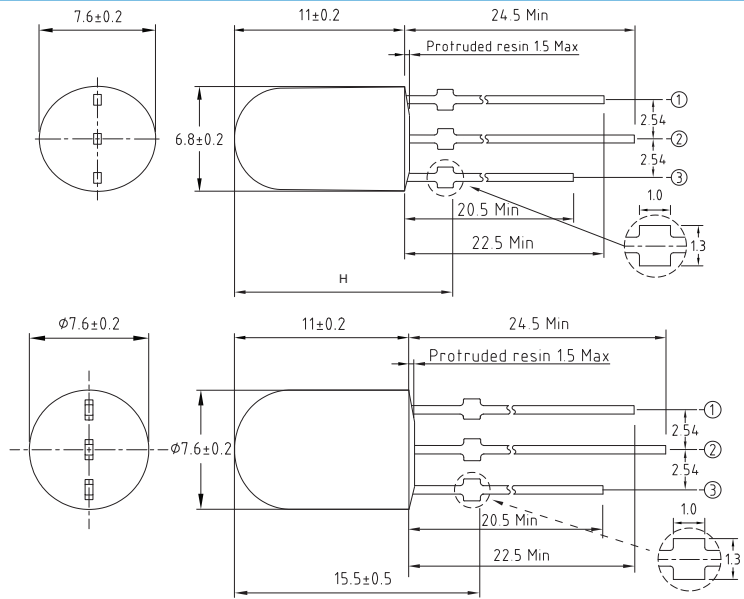 7.6±0.2
11±0.2
24.5 Min
Protruded resin 1.5 Max
①
2.54
6.8±0.2
②
2.54
③
1.0
20.5 Min
1.3
22.5 Min
H
Φ7.6±0.2
11±0.2
24.5 Min
Protruded resin 1.5 Max
①
2.54
Φ7.6±0.2
②
2.54
③
1.0
20.5 Min
22.5 Min
1.3
15.5±0.5